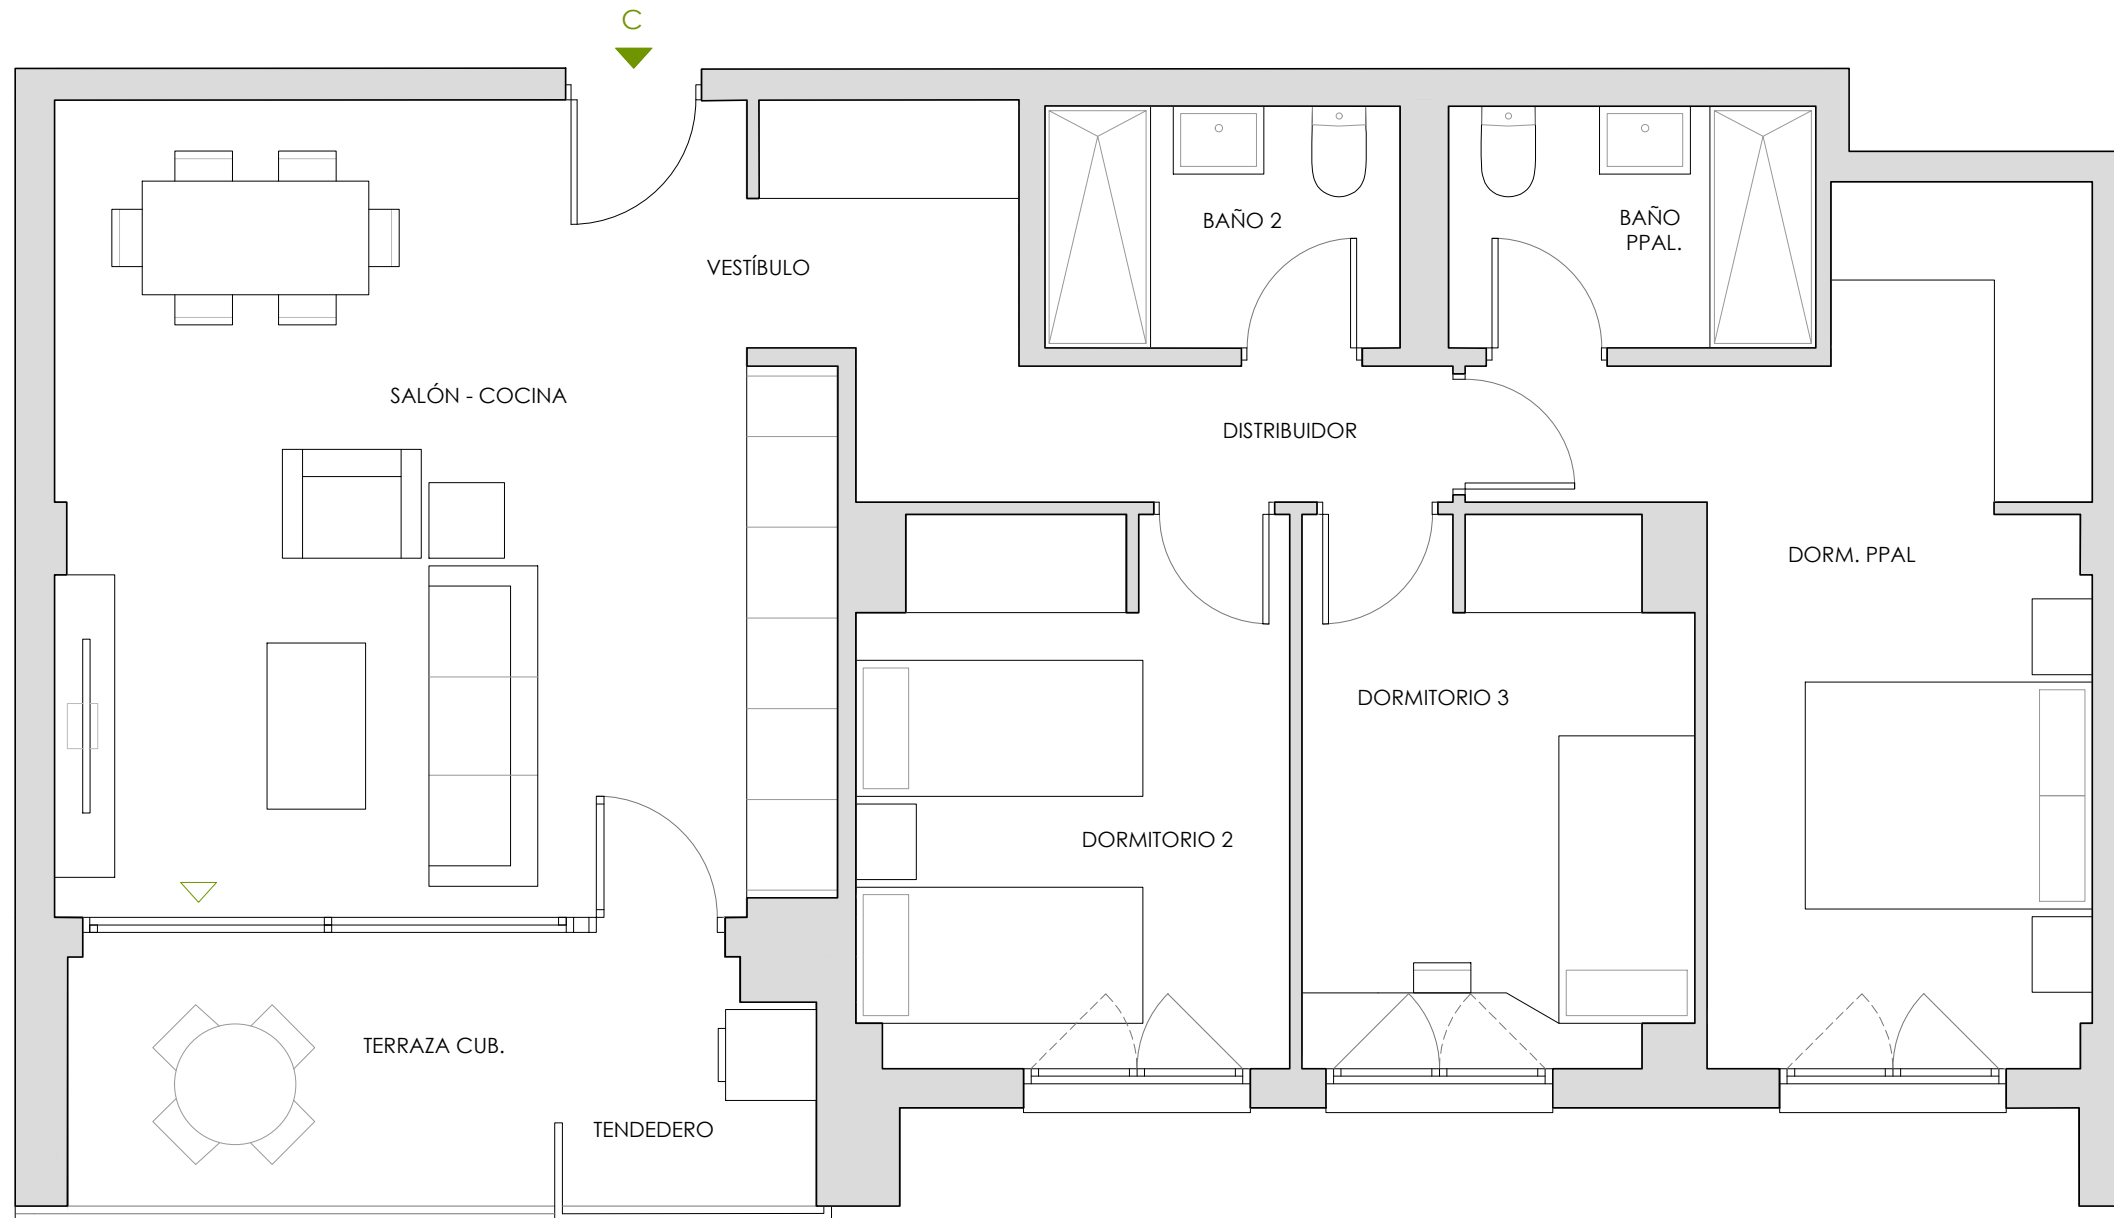 C
BAÑO 2
BAÑO
PPAL.
VESTÍBULO
SALÓN - COCINA
DISTRIBUIDOR
DORM. PPAL
DORMITORIO 3
DORMITORIO 2
TERRAZA CUB.
TENDEDERO